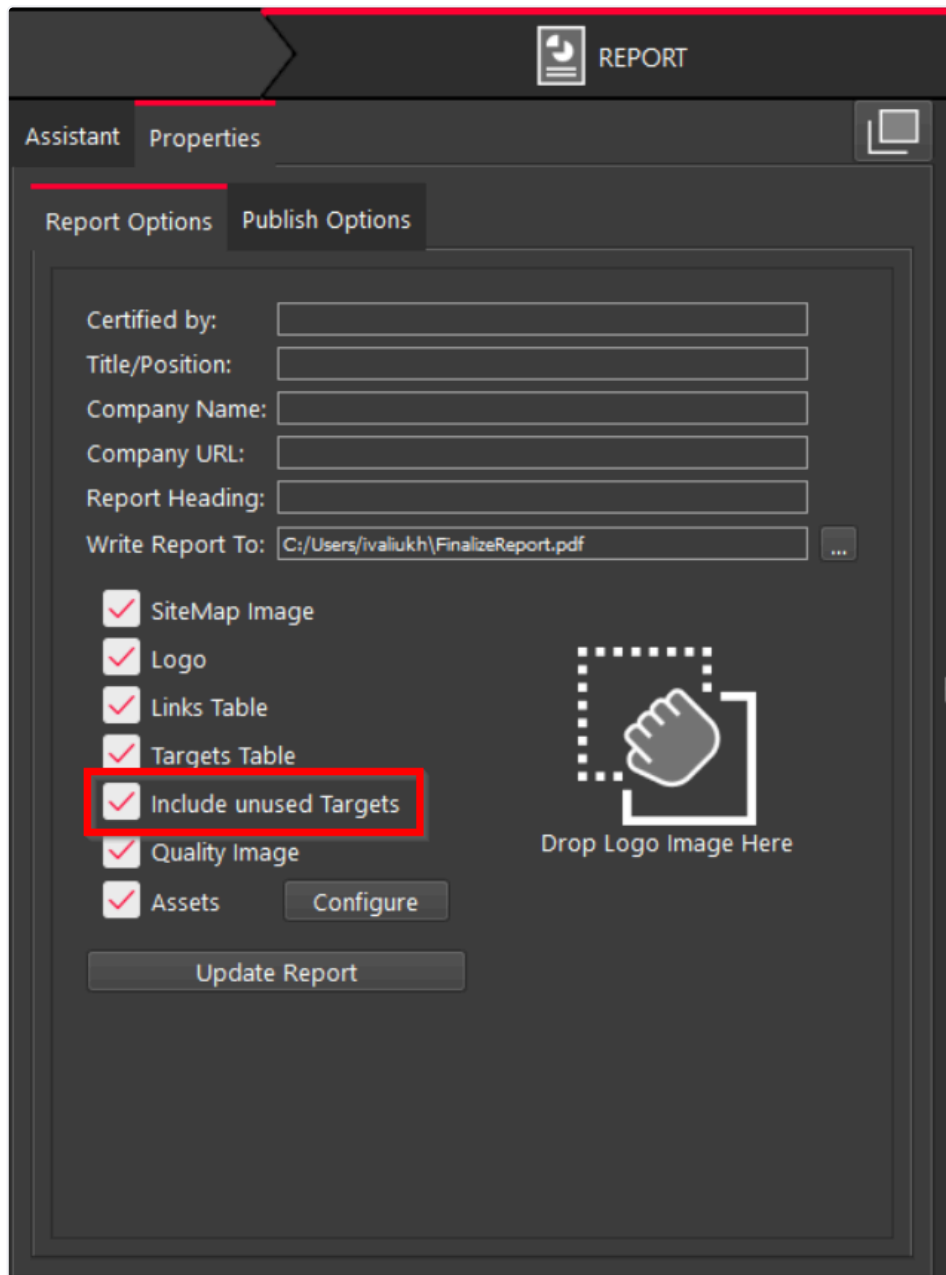 REPORT
Assistant
Properties
Report Options
Publish Options
Certified by:
Title/Position:
Company Name:
Company URL:
Report Heading:
Write Report To: C:/Users/ivaliukh\FinalizeReport.pdf ...
SiteMap Image
Logo
Links Table
Targets Table
Include unused Targets
Quality Image
Drop Logo Image Here
Assets
Configure
Update Report